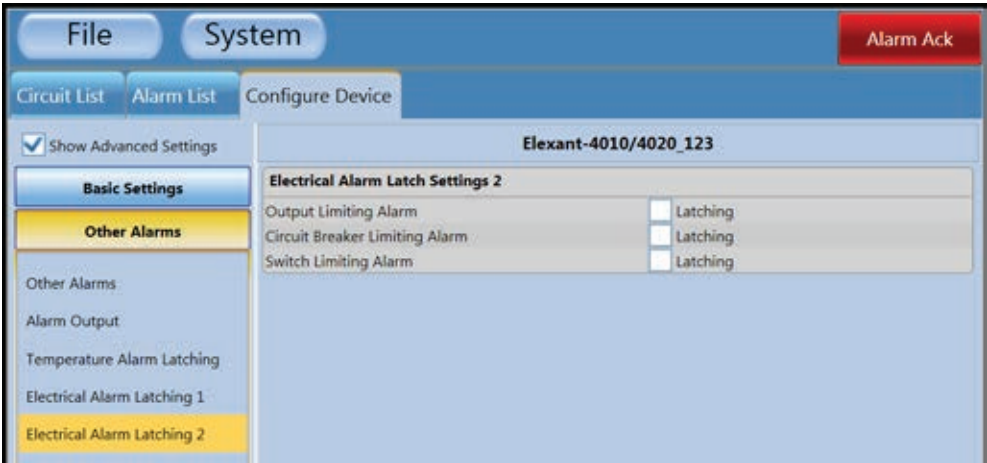 File System Alarm Ack
Circuit List Alarm List Configure Device
Show Advanced Settings
Elexant-4010/4020_123
Basic Settings
Other Alarms
Other Alarms
Alarm Output
Temperature Alarm Latching
Electrical Alarm Latching 1
Electrical Alarm Latching 2
Electrical Alarm Latch Settings 2
Output Limiting Alarm Latching
Circuit Breaker Limiting Alarm Latching
Switch Limiting Alarm Latching